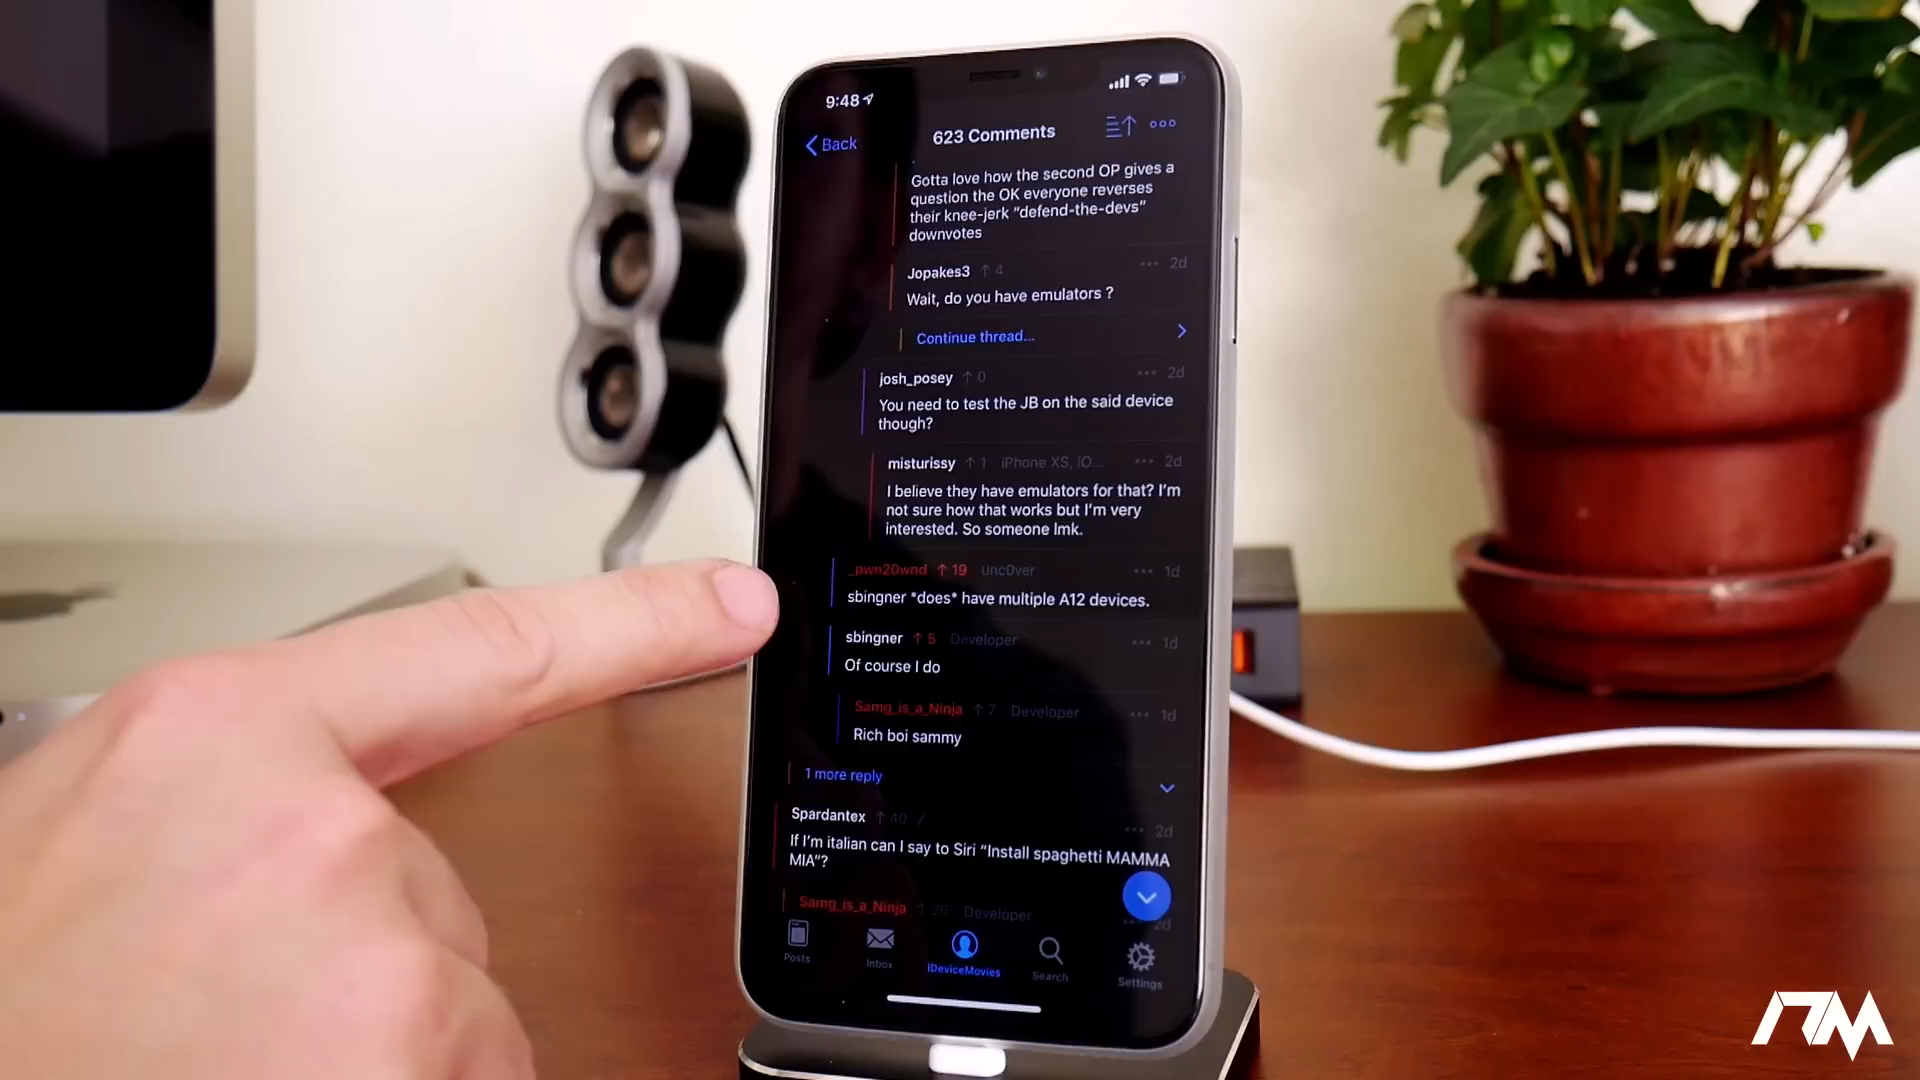 9:48
Back
623 Comments
Gotta love how the second OP gives a
question the OK everyone reverses
their knee-jerk “defend-the-devs”
downvotes
Jopakes3 ↑ 4 ••• 2d
Wait, do you have emulators ?
Continue thread...
josh_posey ↑ 0 ••• 2d
You need to test the JB on the said device
though?
misturissy ↑ 1 iPhone XS, iO... ••• 2d
I believe they have emulators for that? I’m
not sure how that works but I’m very
interested. So someone lmk.
_pwn20wnd ↑ 19 unc0ver ••• 1d
sbingner *does* have multiple A12 devices.
sbingner ↑ 5 Developer ••• 1d
Of course I do
Samg_is_a_Ninja ↑ 7 Developer ••• 1d
Rich boi sammy
1 more reply
Spardantex ↑ 40 ••• 2d
If I’m italian can I say to Siri “Install spaghetti MAMMA
MIA”?
Samg_is_a_Ninja ↑ 26 Developer ••• 2d
Posts
Inbox
iDeviceMovies
Search
Settings